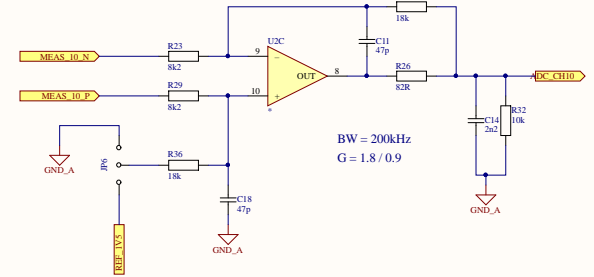 18k
R23
U2C
C11
47p
MEAS_10_N
8k2
9
R26
OUT
8
82R
ADC_CH10
R29
MEAS_10_P
8k2
10
+
*
C14
2n2
R32
10k
BW = 200kHz
G = 1.8 / 0.9
R36
18k
JP6
GND_A
C18
47p
GND_A
GND_A
REF_1V5